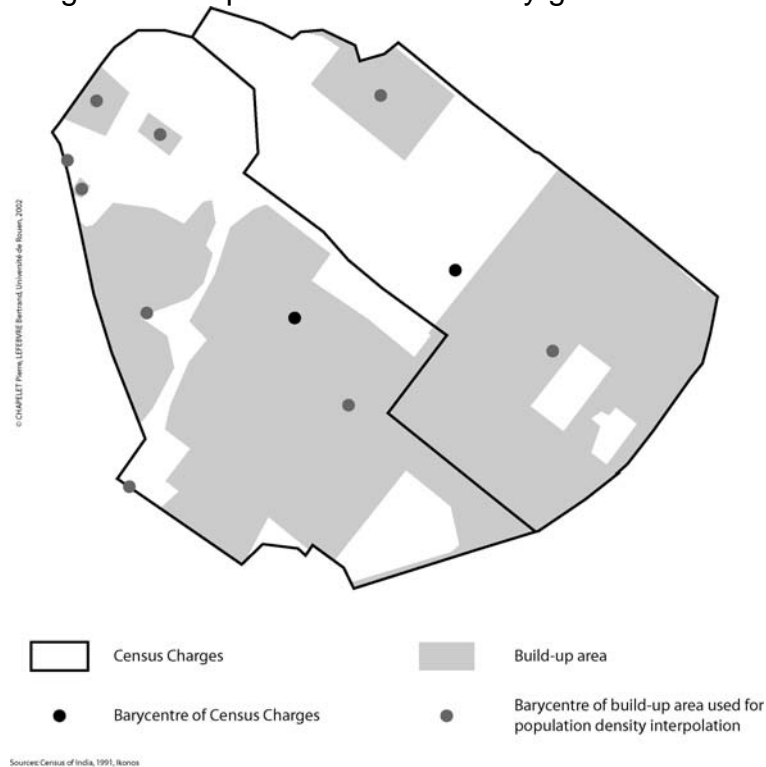 © CHAPELET Pierre, LEFEBVRE Bertrand, Université de Rouen, 2002
Census Charges
Build-up area
Barycentre of Census Charges
Barycentre of build-up area used for
population density interpolation
Sources: Census of India, 1991, Ikonos